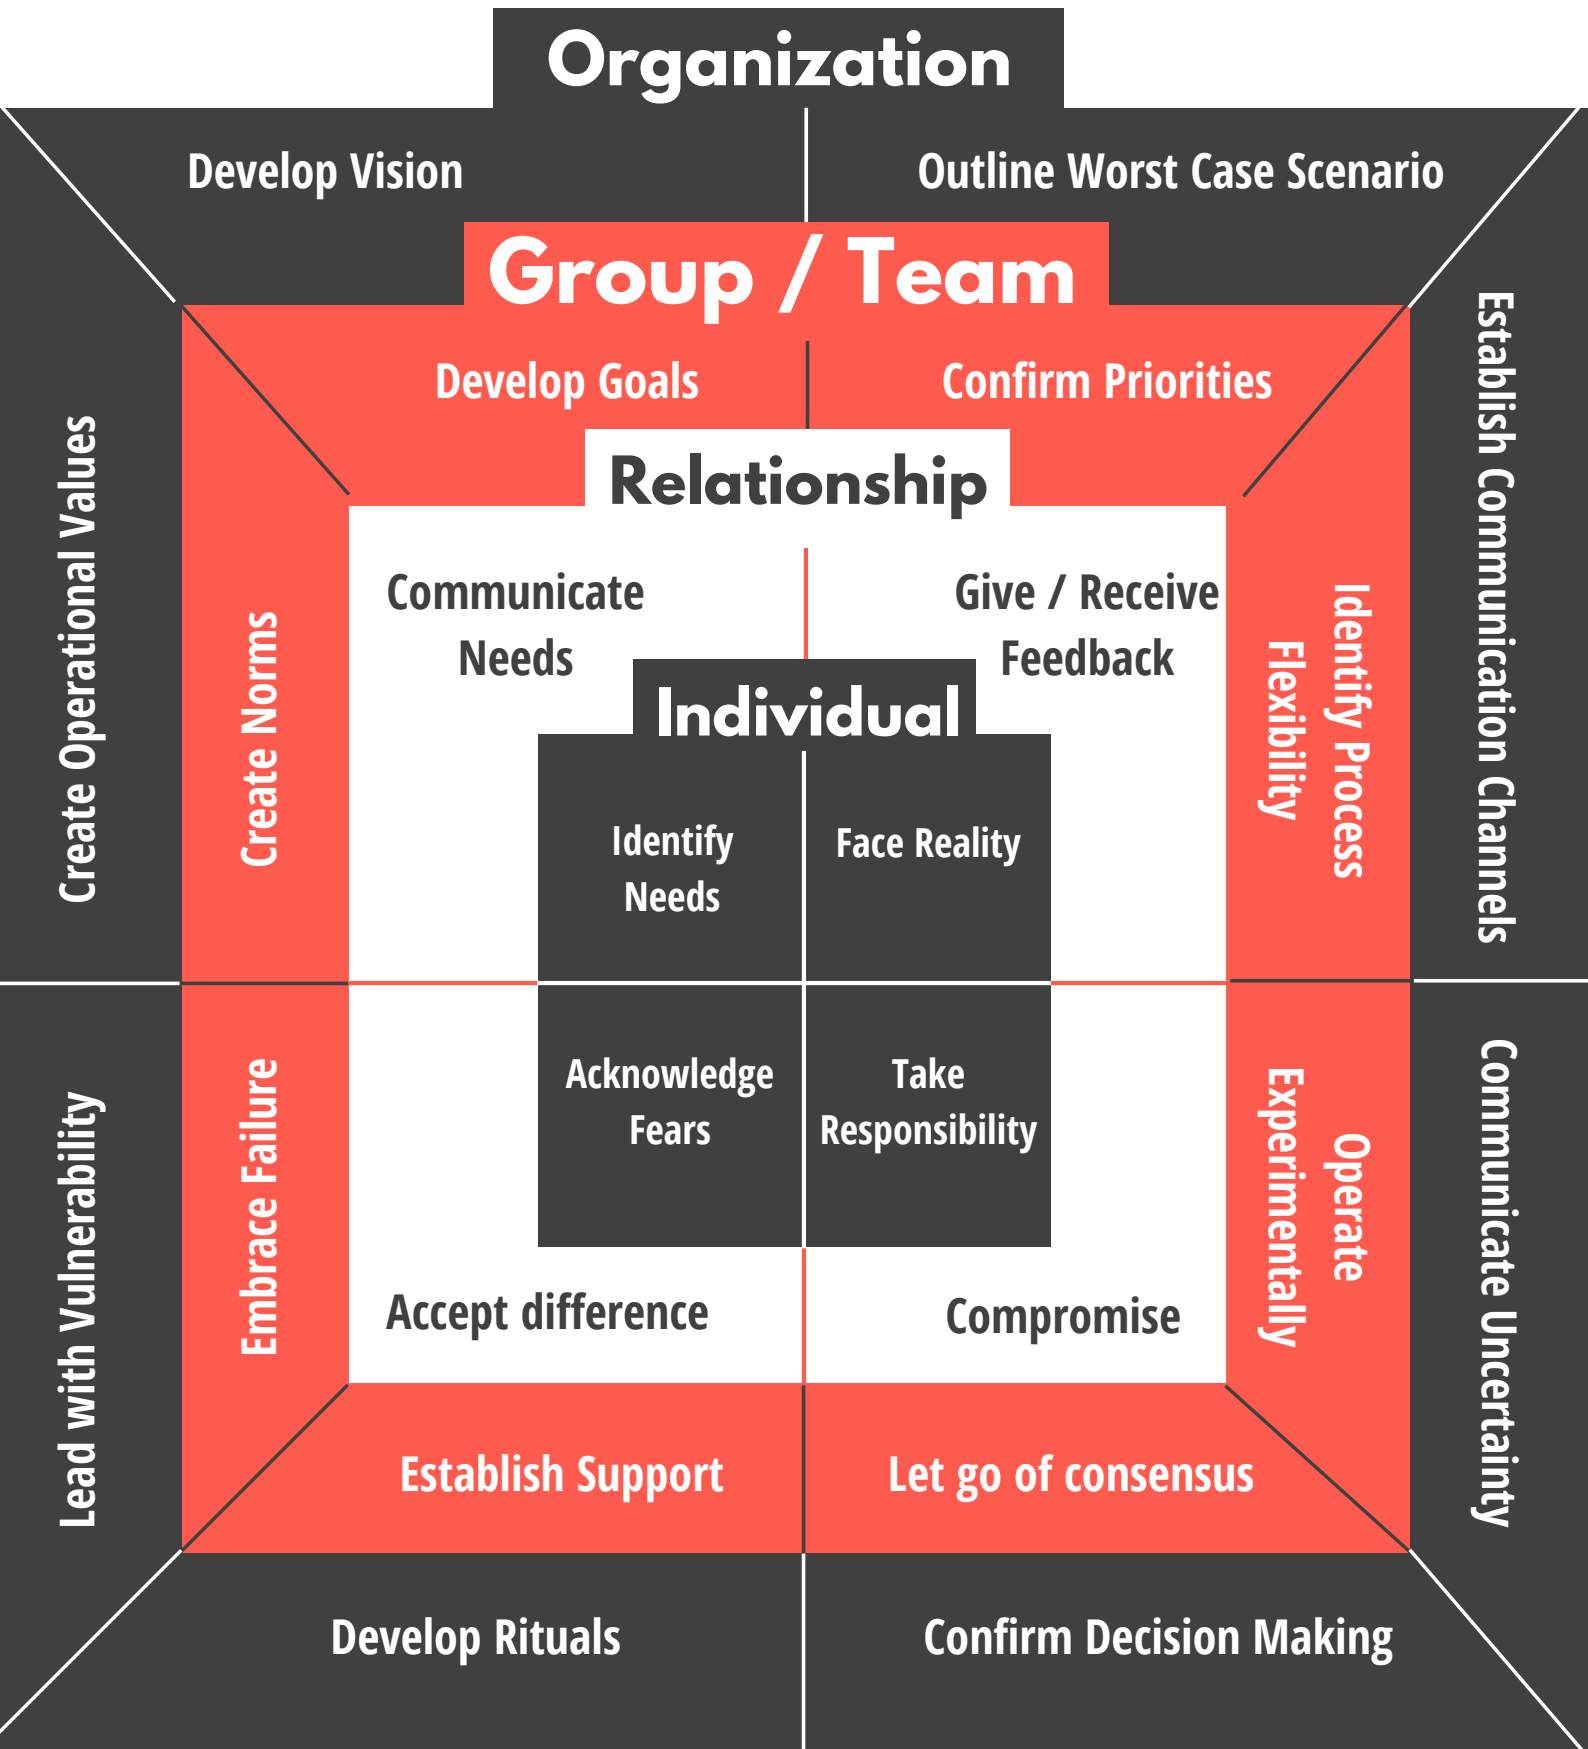 Organization
Develop Vision
Outline Worst Case Scenario
Group / Team
Develop Goals
Confirm Priorities
Relationship
Communicate
Needs
Give / Receive
Feedback
Individual
Identify
Needs
Face Reality
Acknowledge
Fears
Take
Responsibility
Accept difference
Compromise
Create Norms
Embrace Failure
Identify Process
Flexibility
Operate
Experimentally
Establish Support
Let go of consensus
Create Operational Values
Lead with Vulnerability
Establish Communication Channels
Communicate Uncertainty
Develop Rituals
Confirm Decision Making